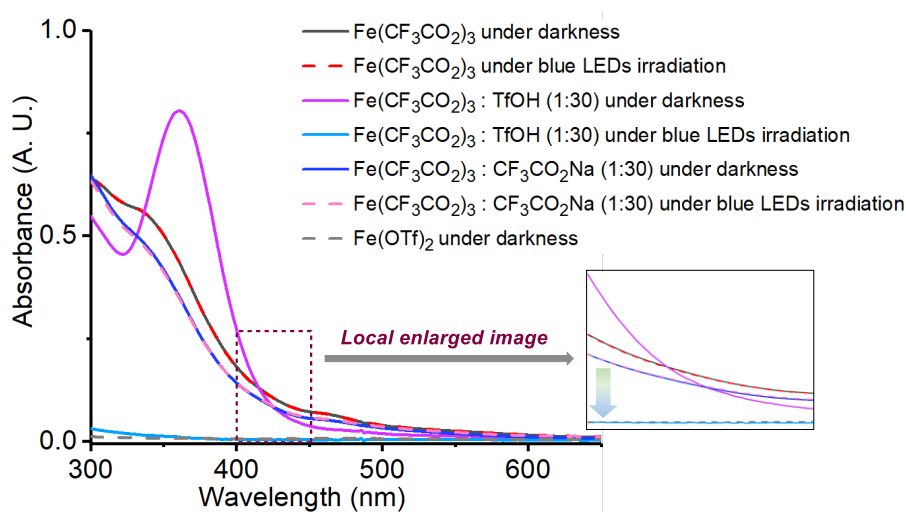 1.0
Fe(CF3CO2)3 under darkness
Fe(CF3CO2)3 under blue LEDs irradiation
Fe(CF3CO2)3 : TfOH (1:30) under darkness
Fe(CF3CO2)3 : TfOH (1:30) under blue LEDs irradiation
Fe(CF3CO2)3 : CF3CO2Na (1:30) under darkness
Fe(CF3CO2)3 : CF3CO2Na (1:30) under blue LEDs irradiation
Fe(OTf)2 under darkness
Absorbance (A. U.)
0.5
Local enlarged image
0.0
300 400 500 600
Wavelength (nm)